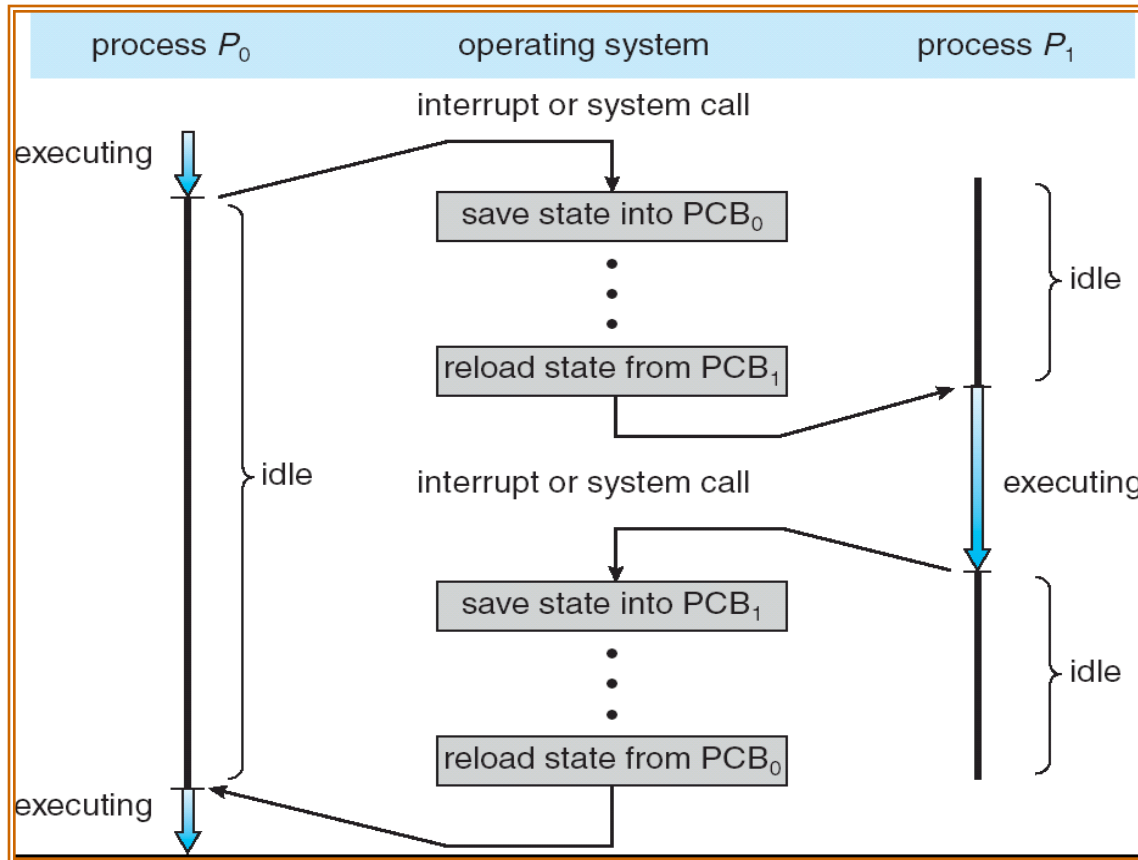 process P₀ operating system process P₁
interrupt or system call
executing
save state into PCB₀
idle
reload state from PCB₁
idle
interrupt or system call
executing
save state into PCB₁
idle
reload state from PCB₀
executing